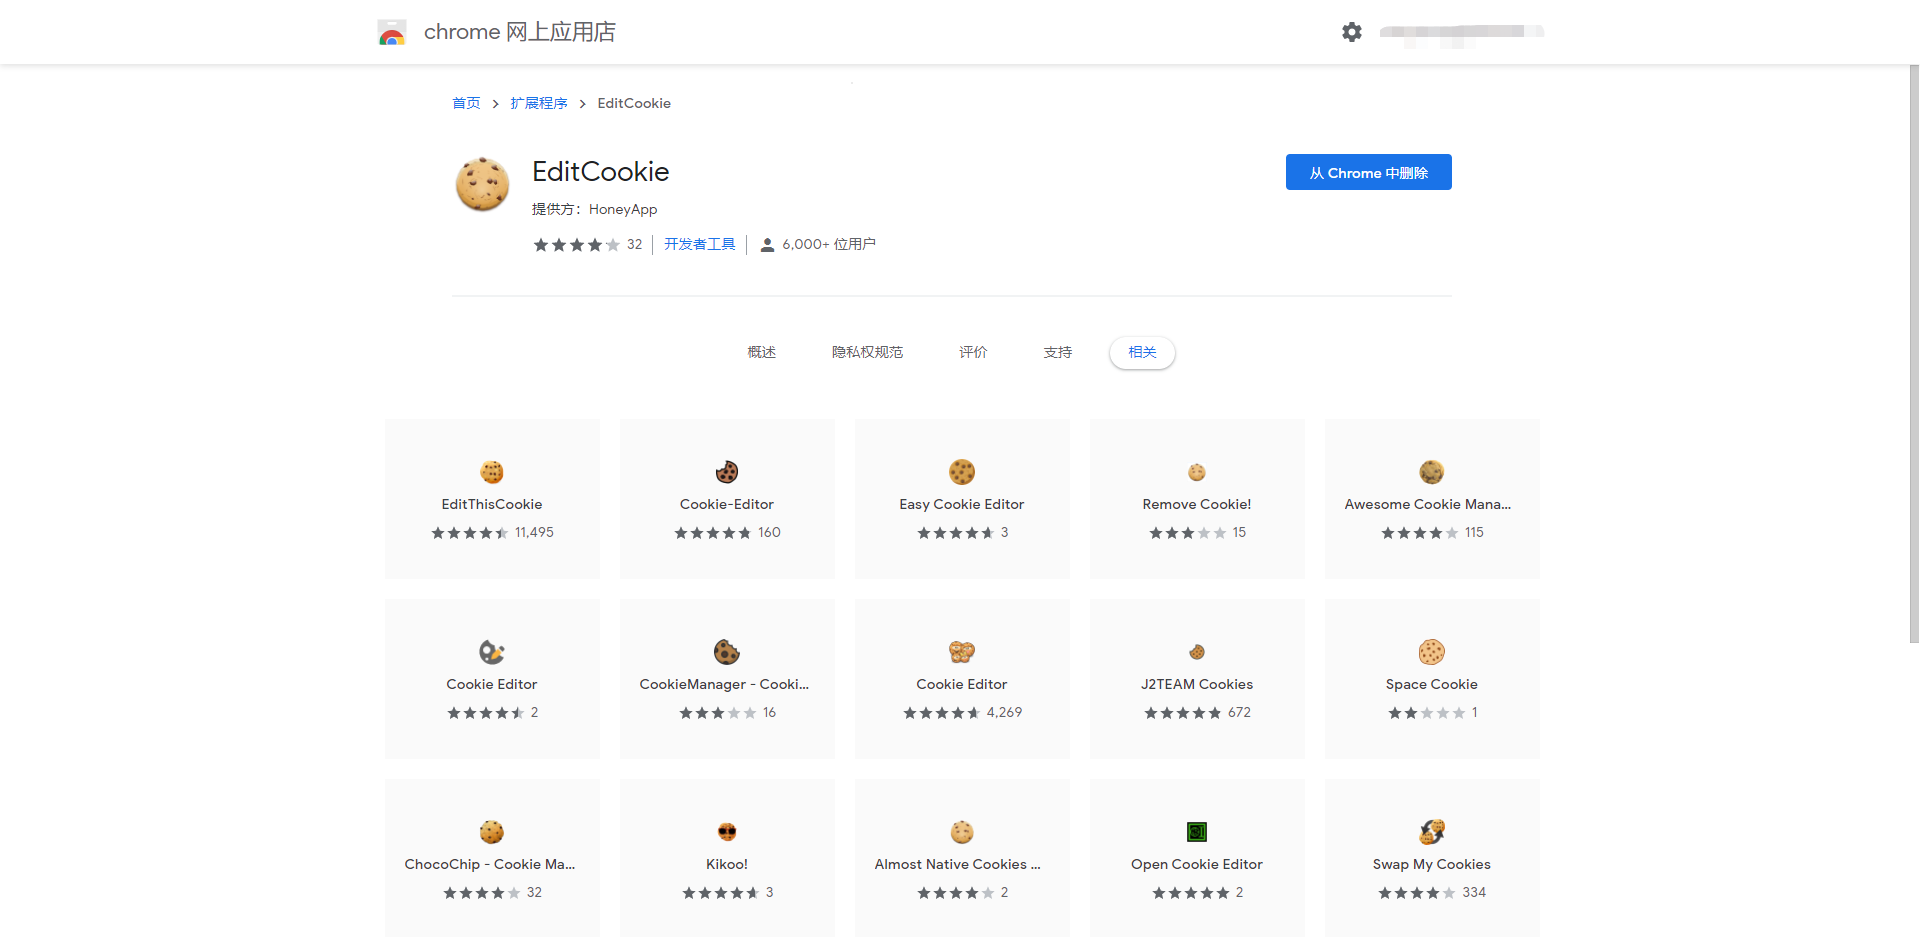 chrome 网上应用店
首页 > 扩展程序 > EditCookie
EditCookie
从 Chrome 中删除
提供方：HoneyApp
32 开发者工具 6,000+ 位用户
概述 隐私权规范 评价 支持 相关
EditThisCookie Cookie-Editor Easy Cookie Editor Remove Cookie! Awesome Cookie Mana...
11,495 160 3 15 115
Cookie Editor CookieManager - Cooki... Cookie Editor J2TEAM Cookies Space Cookie
2 16 4,269 672 1
ChocoChip - Cookie Ma... Kikoo! Almost Native Cookies ... Open Cookie Editor Swap My Cookies
32 3 2 2 334